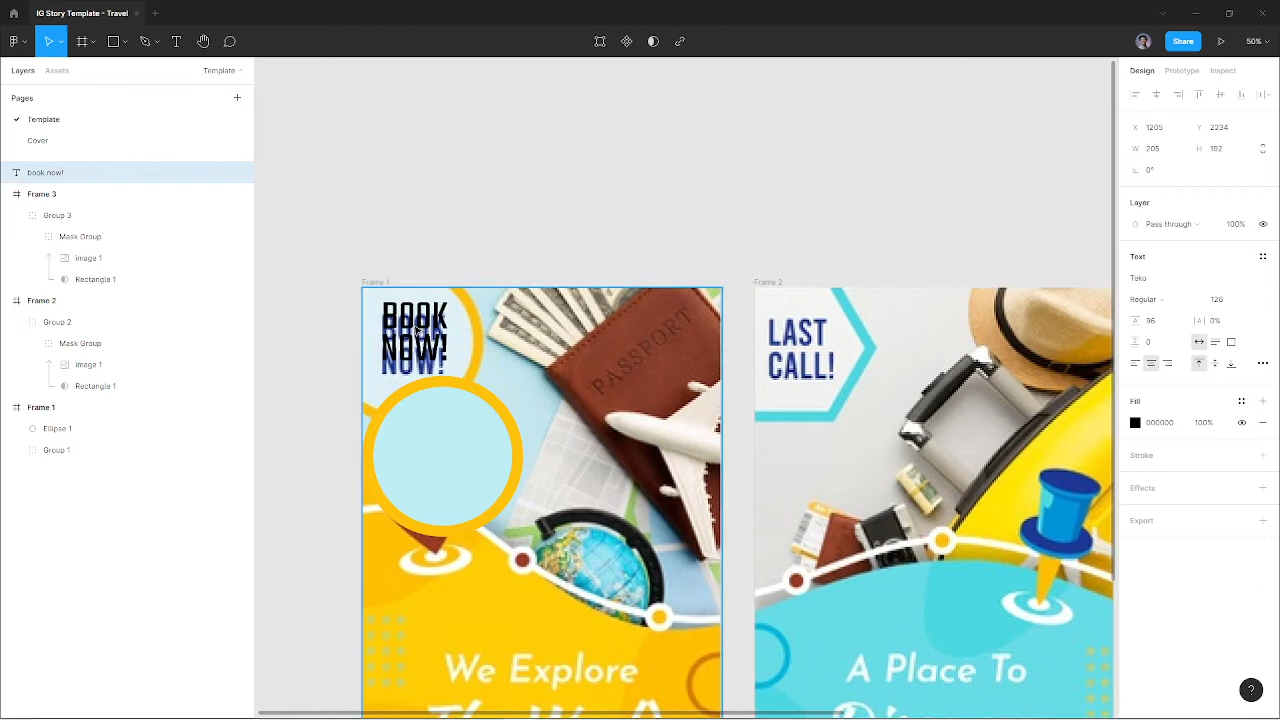 IG Story Template - Travel
Share
50%
Layers
Assets
Template
Pages
Template
Cover
book now!
Frame 3
Group 3
Mask Group
image 1
Rectangle 1
Frame 2
Group 2
Mask Group
image 1
Rectangle 1
Frame 1
Ellipse 1
Group 1
Frame 1
BOOK
NOW!
BOOK
NOW!
PASSPORT
We Explore
Frame 2
LAST
CALL!
A Place To
Design
Prototype
Inspect
X 1205
Y 2234
W 205
H 192
0°
Layer
Pass through
100%
Text
Teko
Regular
126
96
0%
0
Fill
000000
100%
Stroke
Effects
Export
?